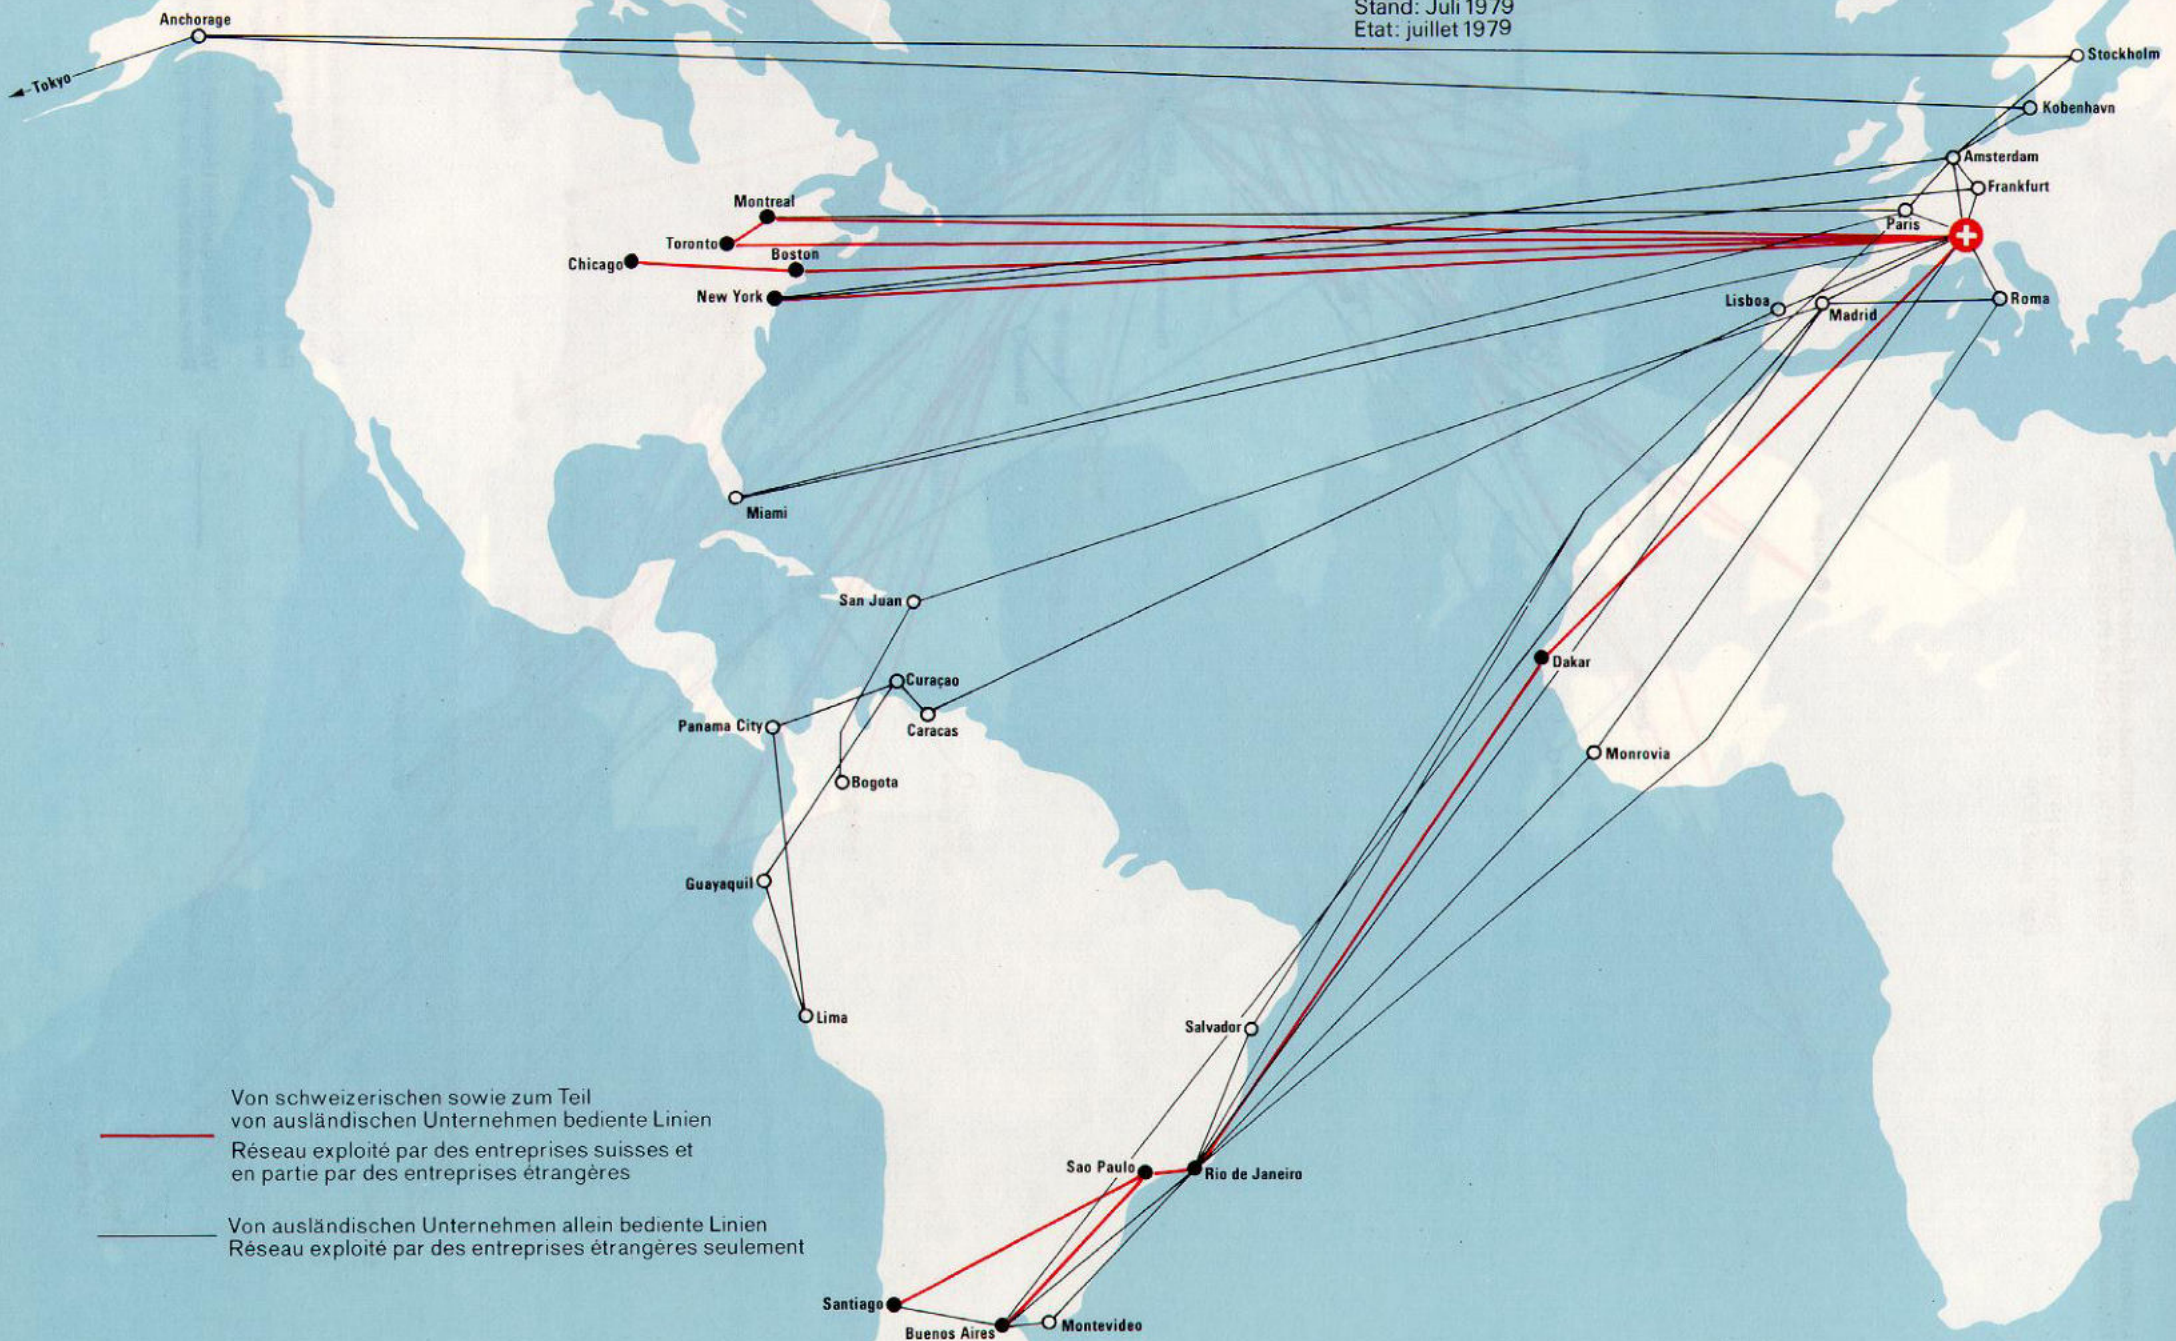 Stand: Juli 1979
Etat: juillet 1979
Anchorage
Tokyo
Stockholm
Kobenhavn
Amsterdam
Frankfurt
Paris
Montreal
Toronto
Boston
Chicago
New York
Lisboa
Madrid
Roma
Miami
San Juan
Curaçao
Dakar
Panama City
Caracas
Monrovia
Bogota
Guayaquil
Lima
Salvador
Sao Paulo
Rio de Janeiro
Santiago
Buenos Aires
Montevideo
Von schweizerischen sowie zum Teil
von ausländischen Unternehmen bediente Linien
Réseau exploité par des entreprises suisses et
en partie par des entreprises étrangères
Von ausländischen Unternehmen allein bediente Linien
Réseau exploité par des entreprises étrangères seulement